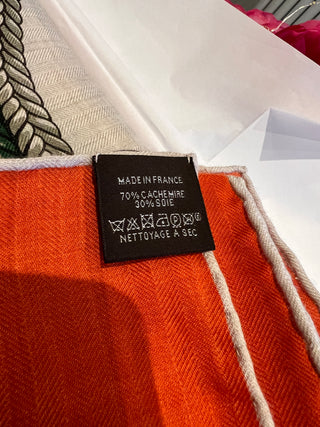 MADE IN FRANCE
70% CACHEMIRE
30% SOIE
NETTOYAGE A SEC